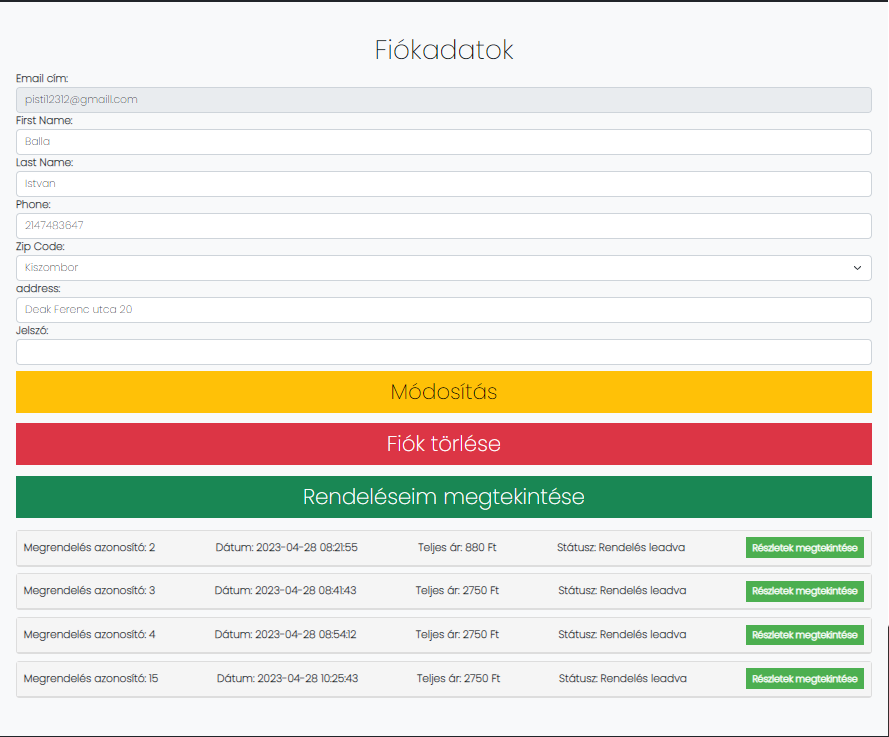 Fiókadatok
Email cím:
pisti12312@gmaill.com
First Name:
Balla
Last Name:
Istvan
Phone:
2147483647
Zip Code:
Kiszombor
address:
Deak Ferenc utca 20
Jelszó:
Módosítás
Fiók törlése
Rendeléseim megtekintése
Megrendelés azonosító: 2 Dátum: 2023-04-28 08:21:55 Teljes ár: 880 Ft Státusz: Rendelés leadva Részletek megtekintése
Megrendelés azonosító: 3 Dátum: 2023-04-28 08:41:43 Teljes ár: 2750 Ft Státusz: Rendelés leadva Részletek megtekintése
Megrendelés azonosító: 4 Dátum: 2023-04-28 08:54:12 Teljes ár: 2750 Ft Státusz: Rendelés leadva Részletek megtekintése
Megrendelés azonosító: 15 Dátum: 2023-04-28 10:25:43 Teljes ár: 2750 Ft Státusz: Rendelés leadva Részletek megtekintése